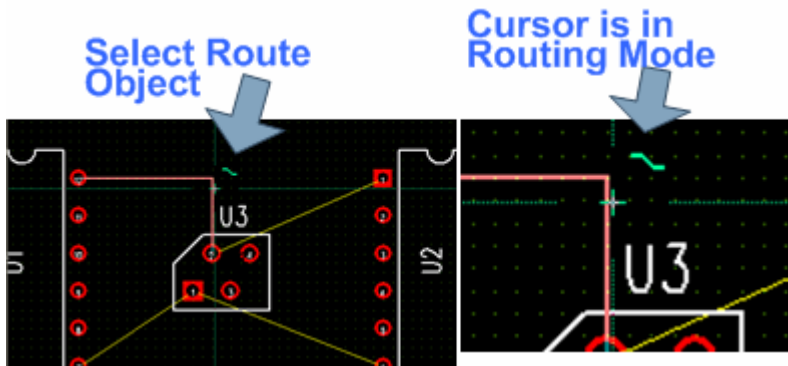 Select Route
Object
Cursor is in
Routing Mode
U3
U1
U2
U3